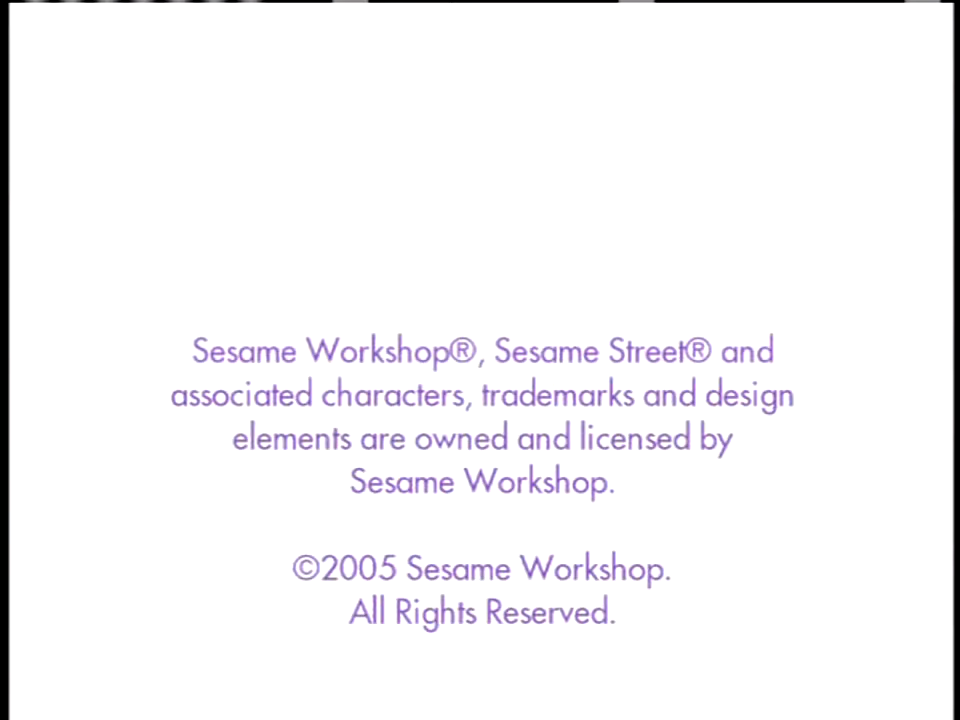 Sesame Workshop®, Sesame Street® and
associated characters, trademarks and design
elements are owned and licensed by
Sesame Workshop.
©2005 Sesame Workshop.
All Rights Reserved.